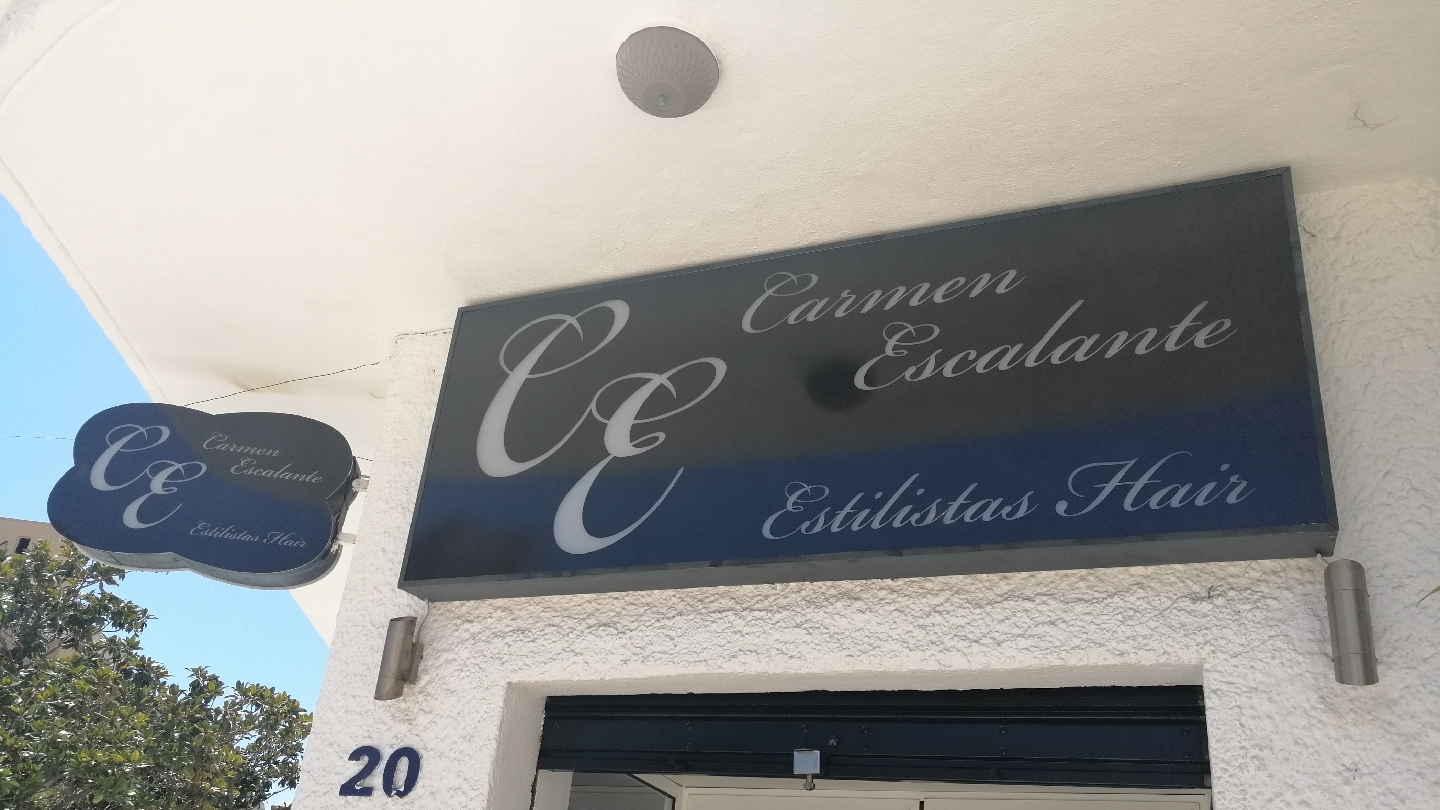 CE
Carmen
Escalante
Estilistas Hair
CE
Carmen
Escalante
Estilistas Hair
20